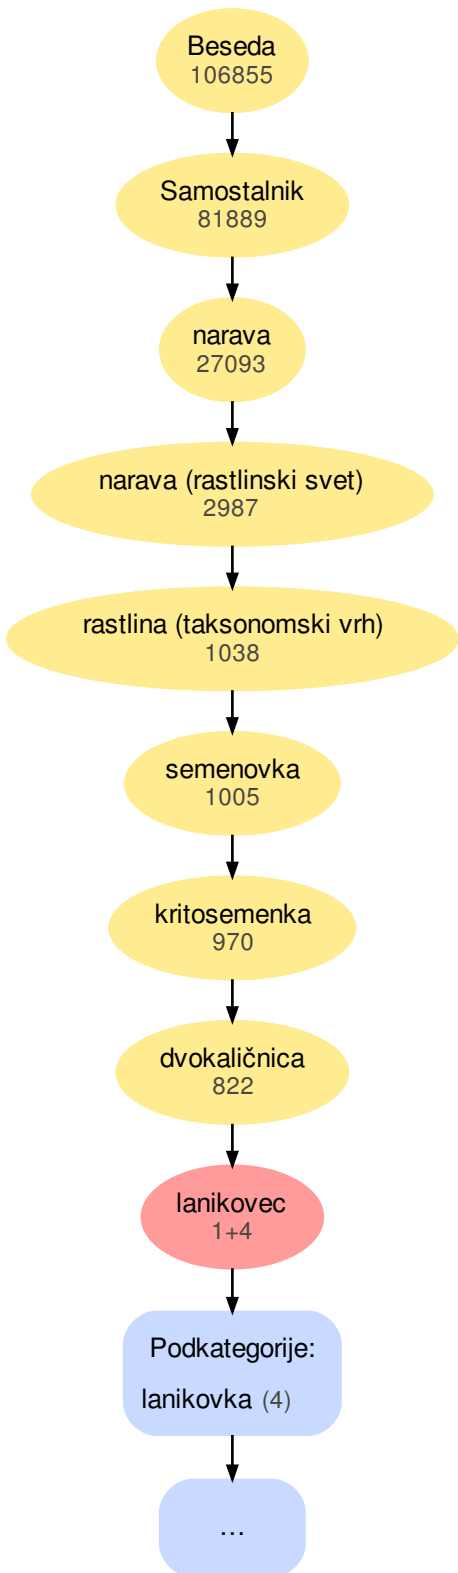 Beseda
106855
Samostalnik
81889
narava
27093
narava (rastlinski svet)
2987
rastlina (taksonomski vrh)
1038
semenovka
1005
kritosemenka
970
dvokaličnica
822
lanikovec
1+4
Podkategorije:
lanikovka (4)
…